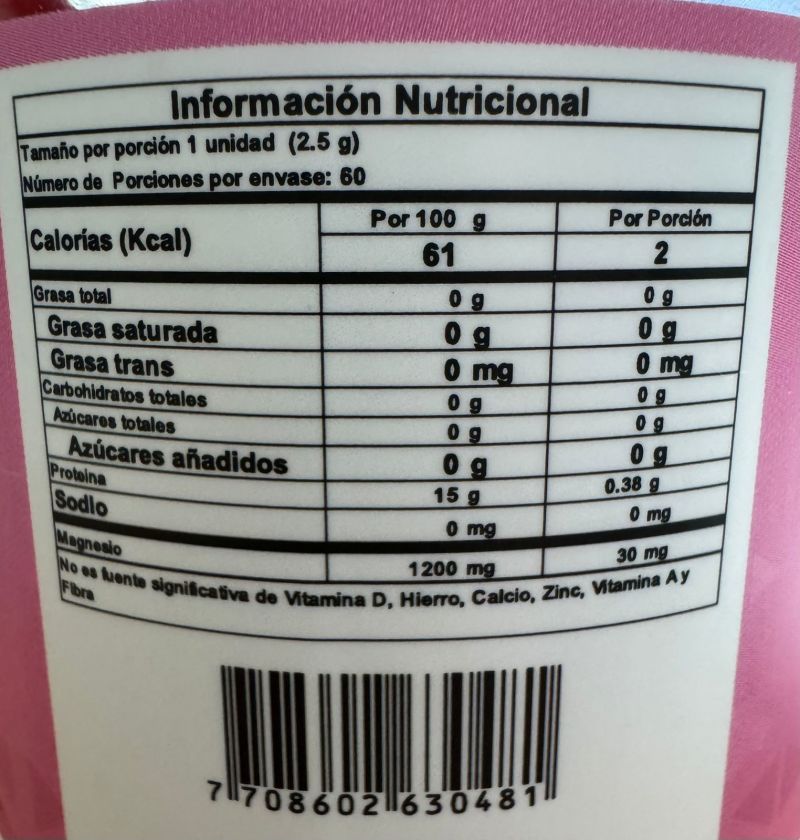 Información Nutricional
Tamaño por porción 1 unidad (2.5 g)
Número de Porciones por envase: 60
Calorías (Kcal) Por 100 g Por Porción
61 2
Grasa total 0 g 0 g
Grasa saturada 0 g 0 g
Grasa trans 0 mg 0 mg
Carbohidratos totales 0 g 0 g
Azúcares totales 0 g 0 g
Azúcares añadidos 0 g 0 g
Proteína 15 g 0.38 g
Sodio 0 mg 0 mg
Magnesio 1200 mg 30 mg
No es fuente significativa de Vitamina D, Hierro, Calcio, Zinc, Vitamina A y
Fibra
7 708602 630481